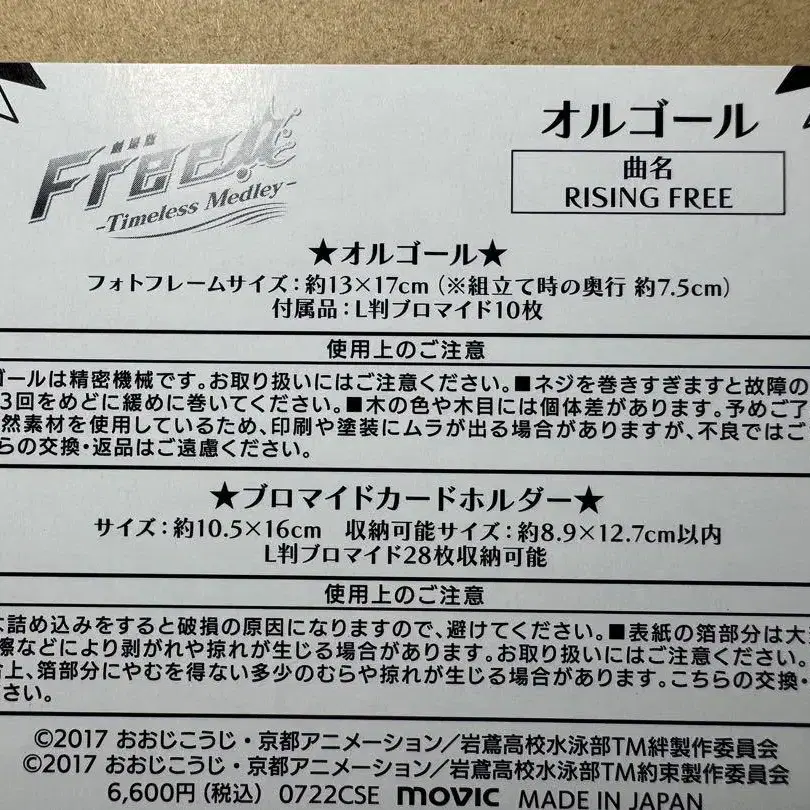 劇場版
Free!
-Timeless Medley-
オルゴール
曲名
RISING FREE
★オルゴール★
フォトフレームサイズ：約13×17cm（※組立て時の奥行 約7.5cm）
付属品：L判ブロマイド10枚
使用上のご注意
ゴールは精密機械です。お取り扱いにはご注意ください。■ネジを巻きすぎますと故障の
3回をめどに緩めに巻いてください。■木の色や木目には個体差があります。予めご了
然素材を使用しているため、印刷や塗装にムラが出る場合がありますが、不良ではご
らの交換・返品はご遠慮ください。
★ブロマイドカードホルダー★
サイズ：約10.5×16cm　収納可能サイズ：約8.9×12.7cm以内
L判ブロマイド28枚収納可能
使用上のご注意
詰め込みをすると破損の原因になりますので、避けてください。■表紙の箔部分は大
擦などにより剥がれや掠れが生じる場合があります。お取り扱いにはご注意ください。
上、箔部分にやむを得ない多少のむらや掠れが生じる場合があります。こちらの交換・
さい。
©2017 おおじこうじ・京都アニメーション／岩鳶高校水泳部TM絆製作委員会
©2017 おおじこうじ・京都アニメーション／岩鳶高校水泳部TM約束製作委員会
6,600円（税込） 0722CSE movic MADE IN JAPAN